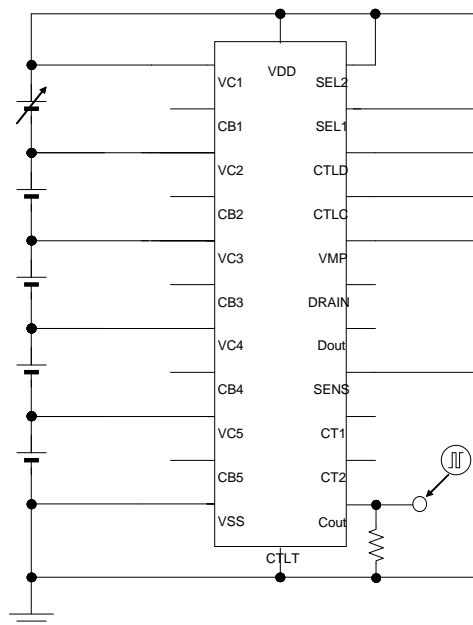 VDD
VC1 SEL2
CB1 SEL1
VC2 CTLD
CB2 CTLC
VC3 VMP
CB3 DRAIN
VC4 Dout
CB4 SENS
VC5 CT1
CB5 CT2
VSS Cout
CTLT